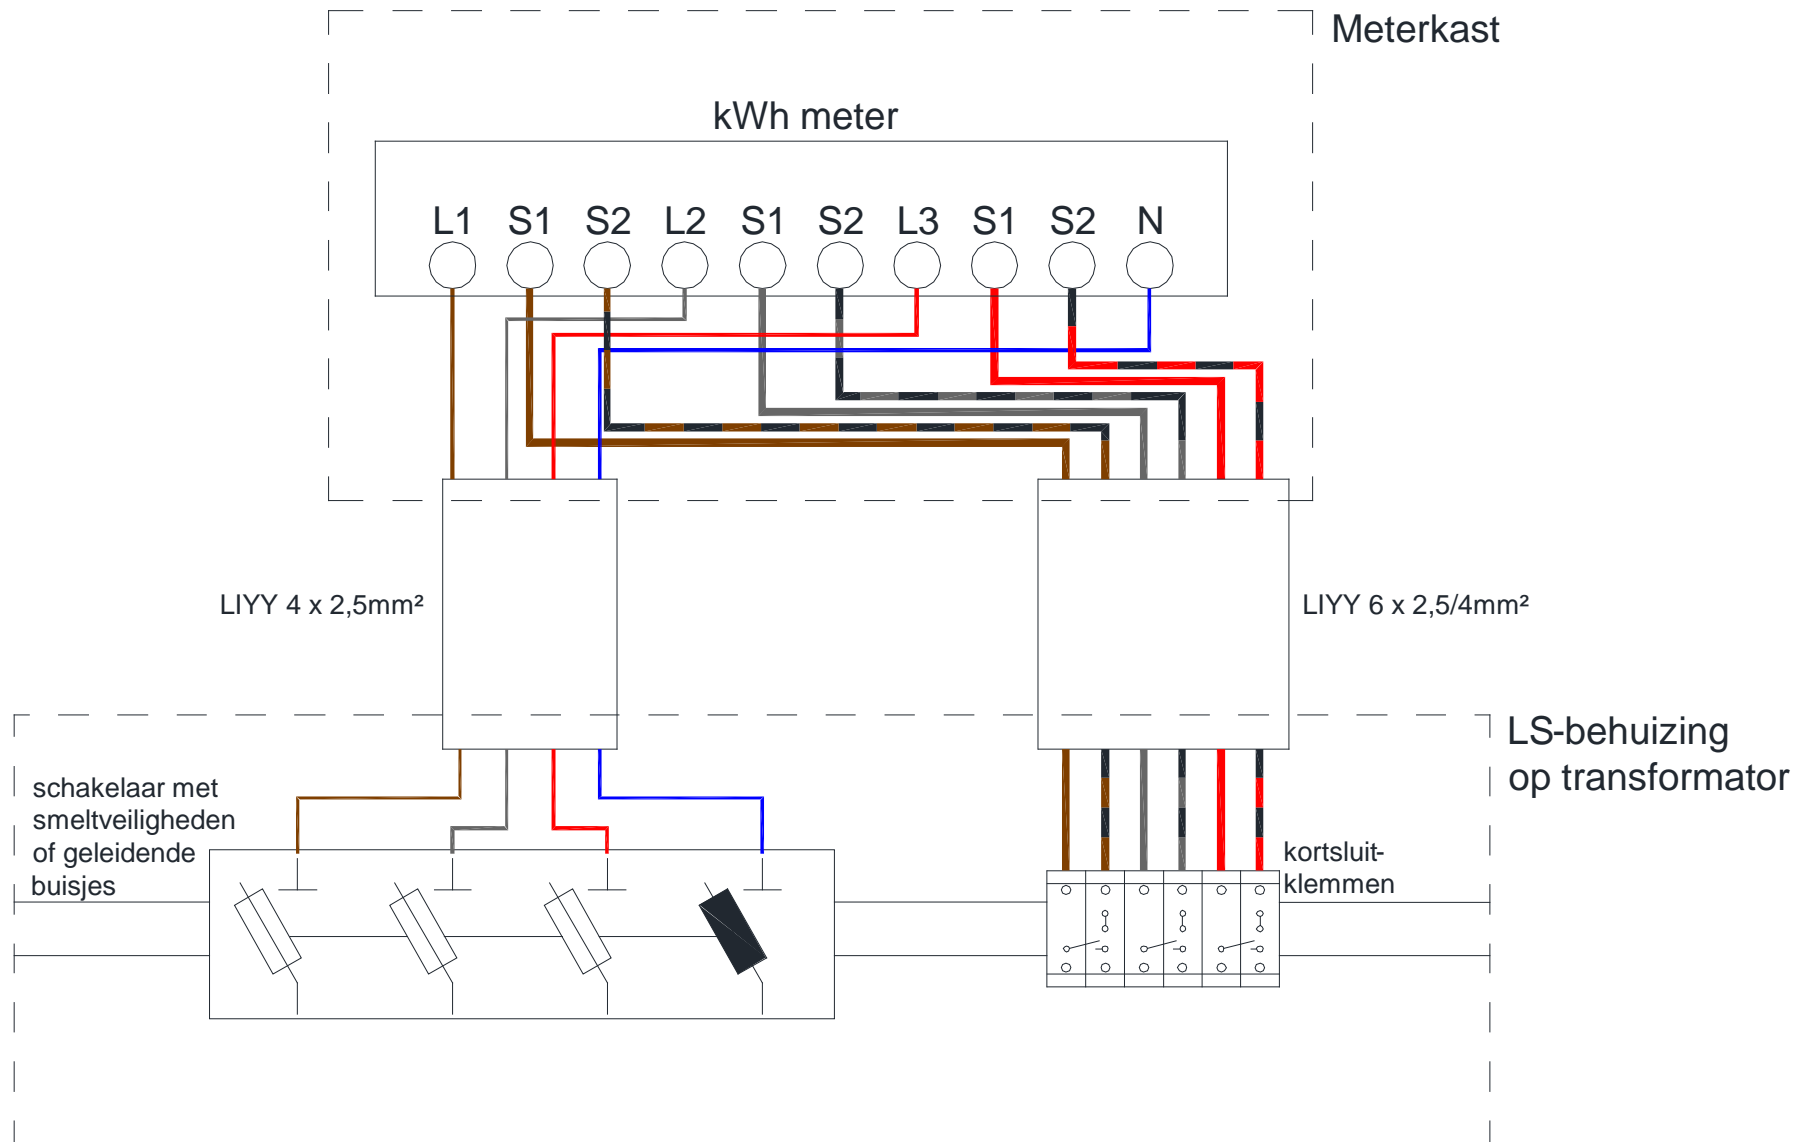 Meterkast
kWh meter
L1 S1 S2 L2 S1 S2 L3 S1 S2 N
LIYY 4 x 2,5mm²
LIYY 6 x 2,5/4mm²
LS-behuizing
op transformator
schakelaar met
smeltveiligheden
of geleidende
buisjes
kortsluit-
klemmen